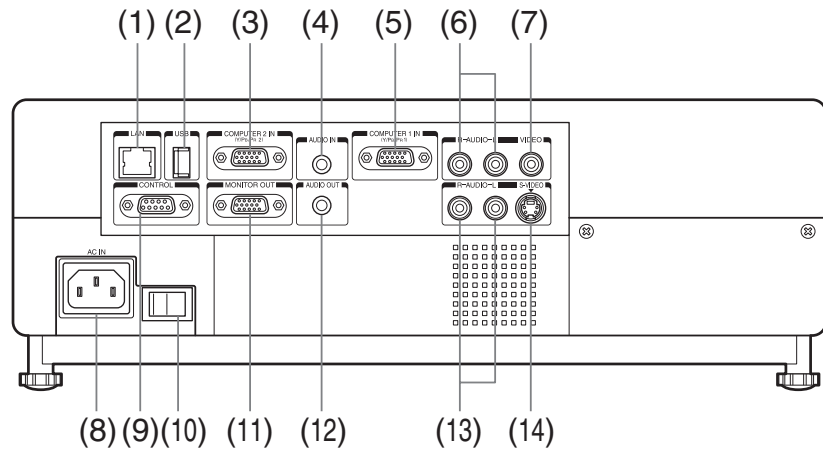 (1) (2) (3) (4) (5) (6) (7)
LAN USB COMPUTER 2 IN AUDIO IN COMPUTER 1 IN R-AUDIO-L VIDEO
CONTROL MONITOR OUT AUDIO OUT R-AUDIO-L S-VIDEO
AC IN
(8) (9) (10) (11) (12) (13) (14)